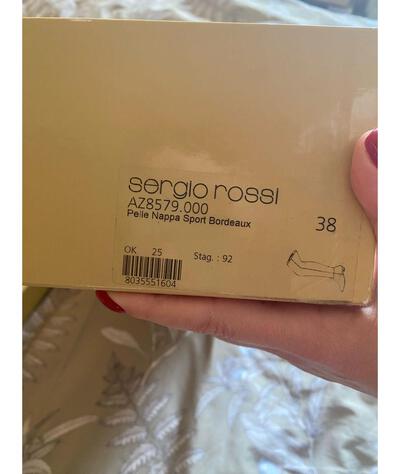 sergio rossi
AZ8579.000
Pelle Nappa Sport Bordeaux
38
OK 25 Stag. : 92
8035551604